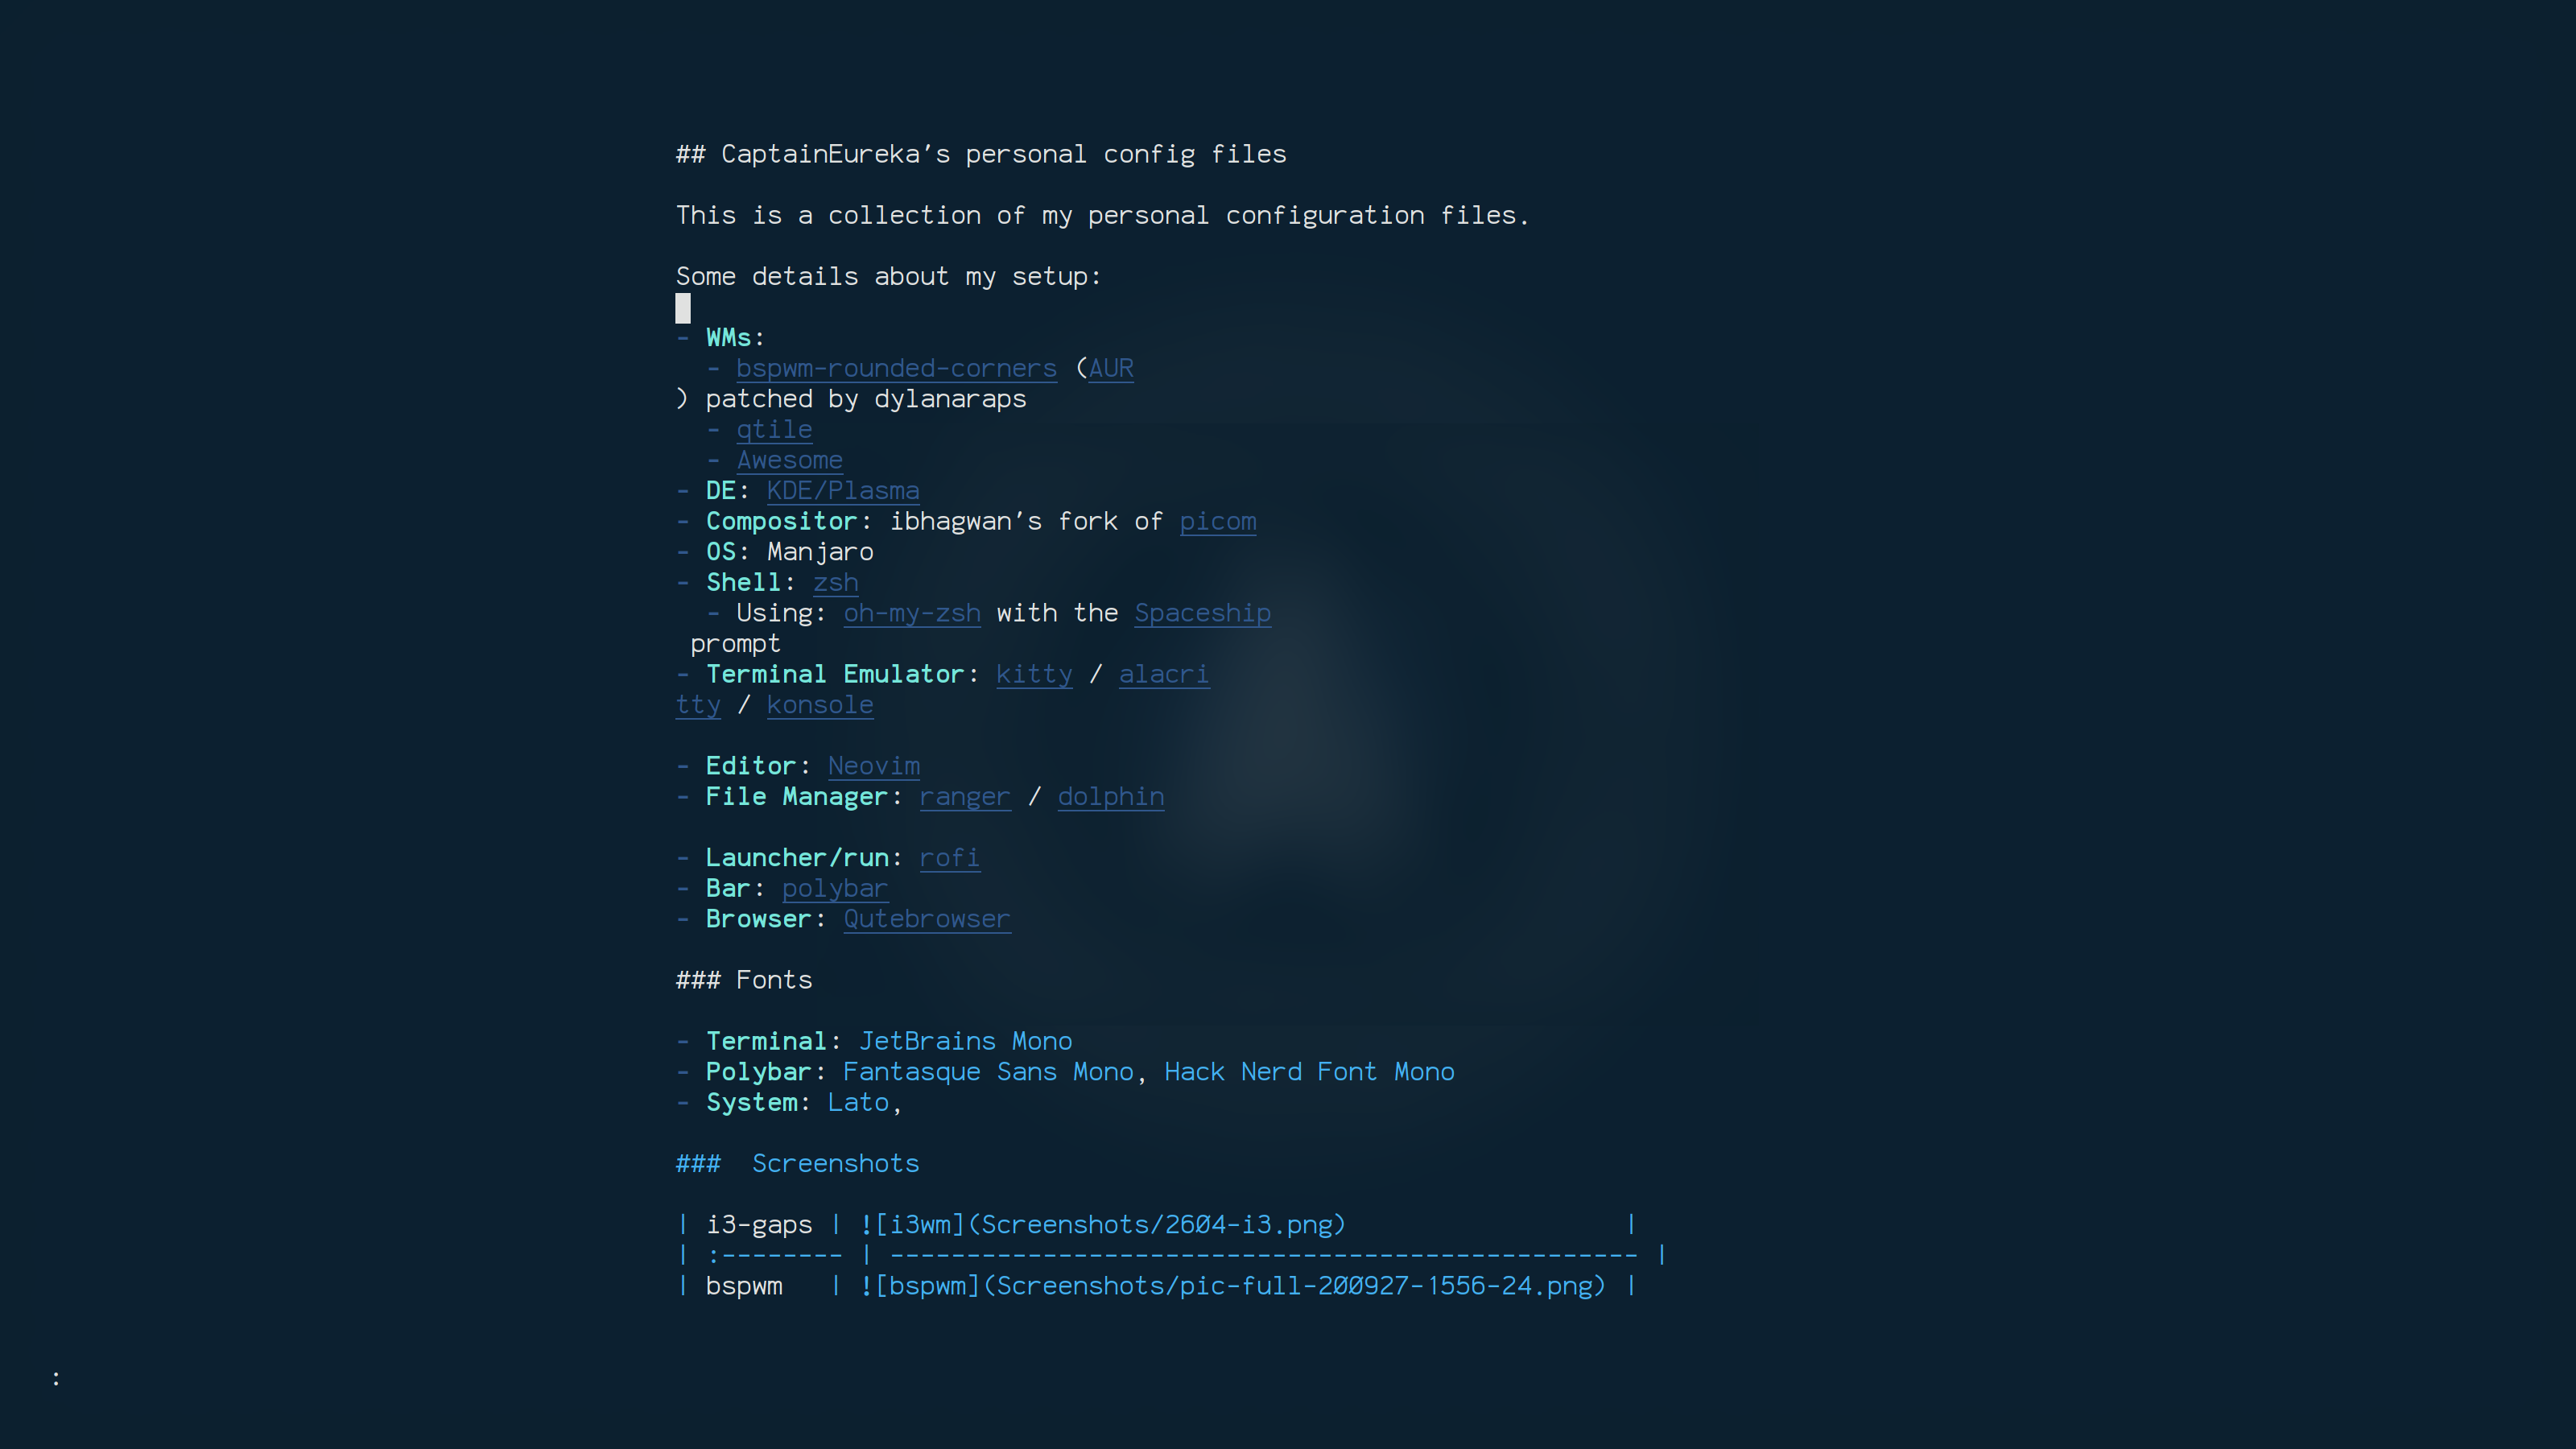 ## CaptainEureka's personal config files
This is a collection of my personal configuration files.
Some details about my setup:
- WMs:
  - bspwm-rounded-corners (AUR
) patched by dylanaraps
  - qtile
  - Awesome
- DE: KDE/Plasma
- Compositor: ibhagwan's fork of picom
- OS: Manjaro
- Shell: zsh
  - Using: oh-my-zsh with the Spaceship
 prompt
- Terminal Emulator: kitty / alacri
tty / konsole
- Editor: Neovim
- File Manager: ranger / dolphin
- Launcher/run: rofi
- Bar: polybar
- Browser: Qutebrowser
### Fonts
- Terminal: JetBrains Mono
- Polybar: Fantasque Sans Mono, Hack Nerd Font Mono
- System: Lato,
###  Screenshots
| i3-gaps | ![i3wm](Screenshots/2604-i3.png)                   |
| :-------- | ------------------------------------------------- |
| bspwm   | ![bspwm](Screenshots/pic-full-200927-1556-24.png) |
: